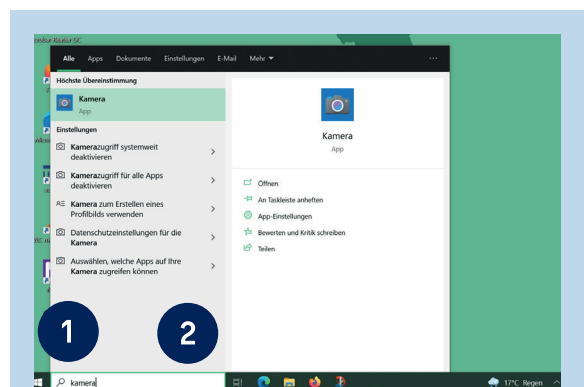 Alle Apps Dokumente Einstellungen E-Mail Mehr
Höchste Übereinstimmung
Kamera
App
Einstellungen
Kamerazugriff systemweit
deaktivieren
Kamerazugriff für alle Apps
deaktivieren
Kamera zum Erstellen eines
Profilbilds verwenden
Datenschutzeinstellungen für die
Kamera
Auswählen, welche Apps auf Ihre
Kamera zugreifen können
Kamera
App
Öffnen
An Taskleiste anheften
App-Einstellungen
Bewerten und Kritik schreiben
Teilen
1
2
kamera
17°C Regen